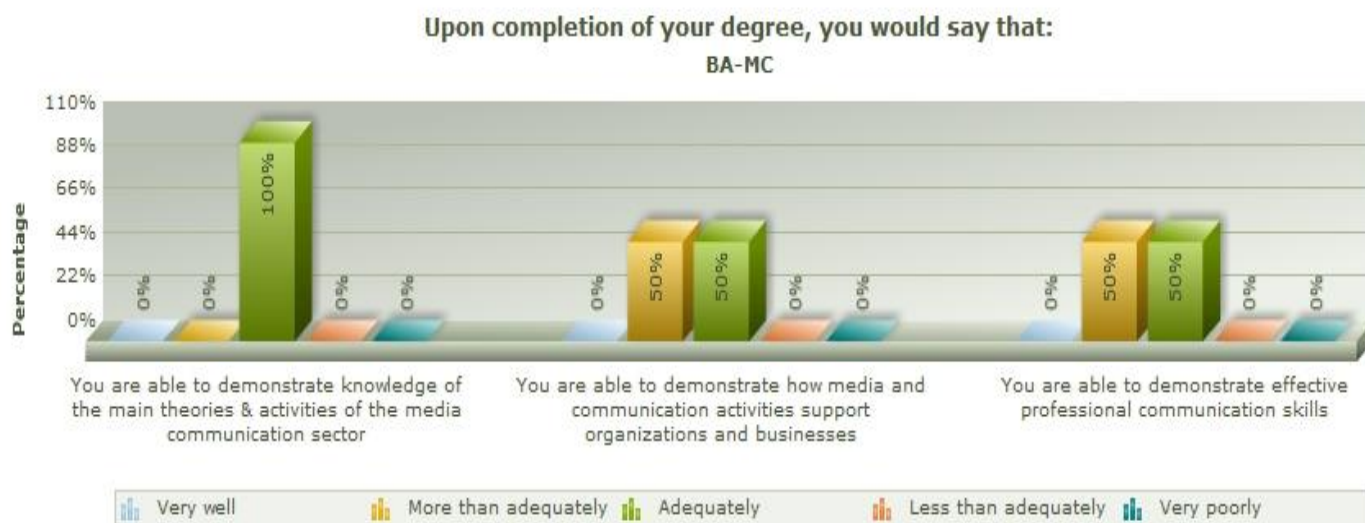 Upon completion of your degree, you would say that:
BA-MC
110%
88%
66%
44%
22%
0%
Percentage
0%
0%
100%
0%
0%
0%
50%
50%
0%
0%
0%
50%
50%
0%
0%
You are able to demonstrate knowledge of
the main theories & activities of the media
communication sector
You are able to demonstrate how media and
communication activities support
organizations and businesses
You are able to demonstrate effective
professional communication skills
Very well
More than adequately
Adequately
Less than adequately
Very poorly